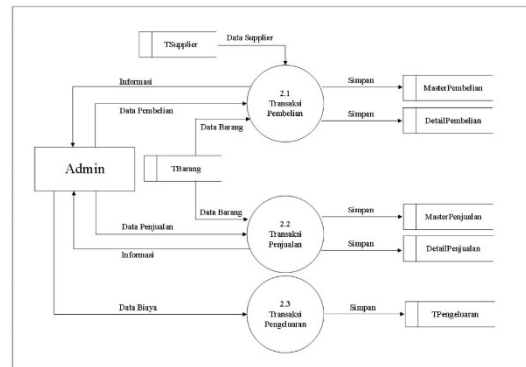 Data Supplier
TSupplier
Informasi
Simpan
2.1
Transaksi
Pembelian
MasterPembelian
Data Pembelian
Simpan
DetailPembelian
Data Barang
Admin
TBarang
Data Barang
Simpan
2.2
Transaksi
Penjualan
MasterPenjualan
Data Penjualan
Simpan
DetailPenjualan
Informasi
2.3
Transaksi
Pengeluaran
Data Biaya
Simpan
TPengeluaran